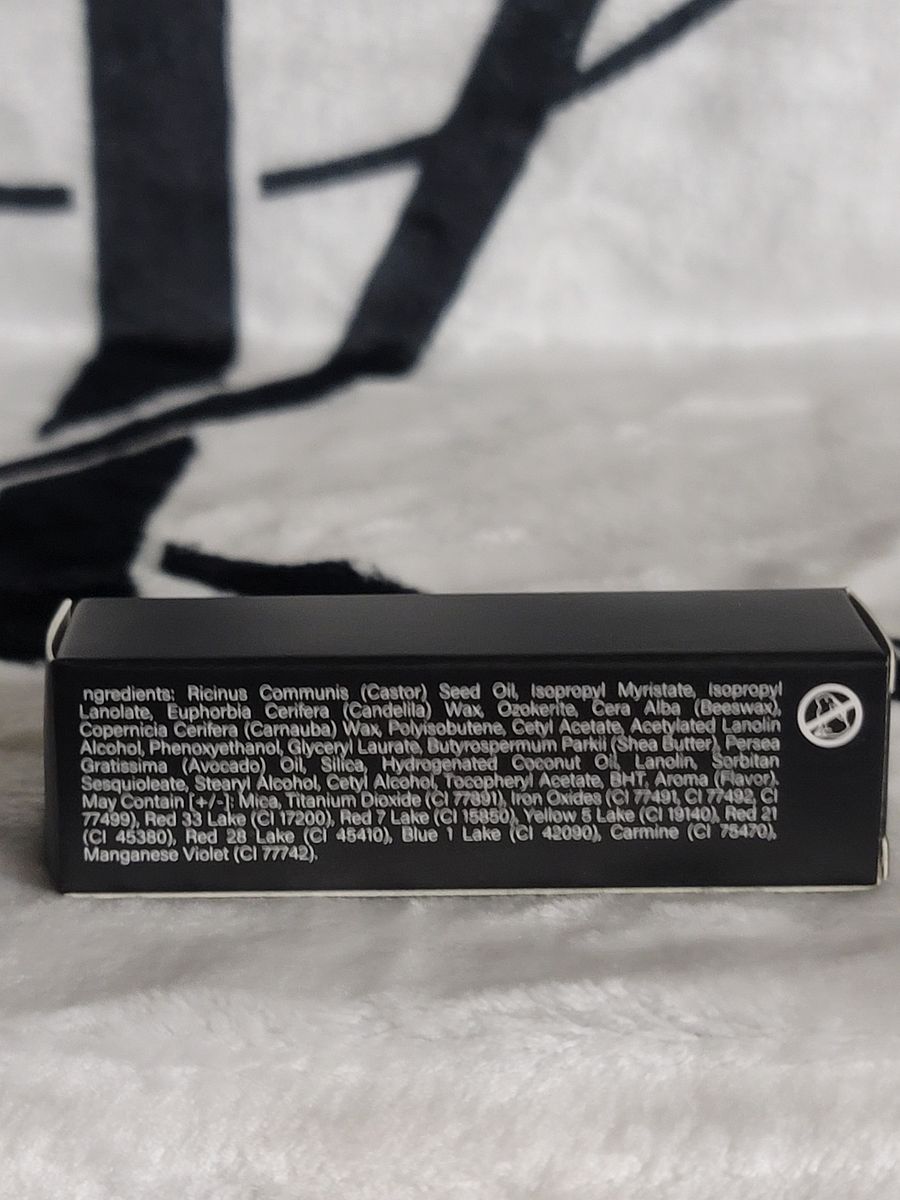 ngredients: Ricinus Communis (Castor) Seed Oil, Isopropyl Myristate, Isopropyl
Lanolate, Euphorbia Cerifera (Candelila) Wax, Ozokerite, Cera Alba (Beeswax),
Copernicia Cerifera (Carnauba) Wax, Polyisobutene, Cetyl Acetate, Acetylated Lanolin
Alcohol, Phenoxyethanol, Glyceryl Laurate, Butyrospermum Parkii (Shea Butter), Persea
Gratissima (Avocado) Oil, Silica, Hydrogenated Coconut Oil, Lanolin, Sorbitan
Sesquioleate, Stearyl Alcohol, Cetyl Alcohol, Tocopheryl Acetate, BHT, Aroma (Flavor).
May Contain [+/-]: Mica, Titanium Dioxide (CI 77891), Iron Oxides (CI 77491, CI 77492, CI
77499), Red 33 Lake (CI 17200), Red 7 Lake (CI 15850), Yellow 5 Lake (CI 19140), Red 21
(CI 45380), Red 28 Lake (CI 45410), Blue 1 Lake (CI 42090), Carmine (CI 75470),
Manganese Violet (CI 77742).